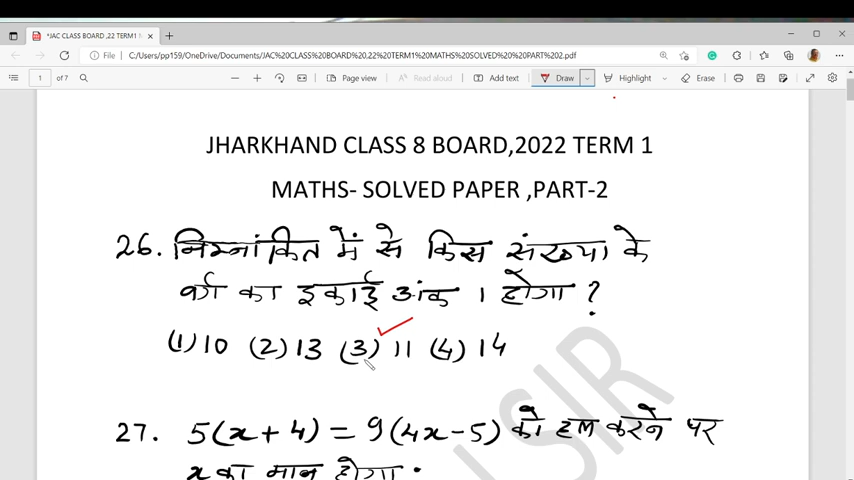 *JAC CLASS BOARD ,22 TERM1 M
File C:/Users/pp159/OneDrive/Documents/JAC%20CLASS%20BOARD%20,22%20TERM1%20MATHS%20SOLVED%20%20PART%202.pdf
1 of 7 Page view Read aloud Add text Draw Highlight Erase
JHARKHAND CLASS 8 BOARD,2022 TERM 1
MATHS- SOLVED PAPER ,PART-2
26. निम्नांकित में से किस संख्या के
वर्ग का इकाई अंक 1 होगा ?
(1) 10 (2) 13 (3) 11 (4) 14
27. 5(x+4) = 9(4x-5) को हल करने पर
x का मान होगा .
SIR